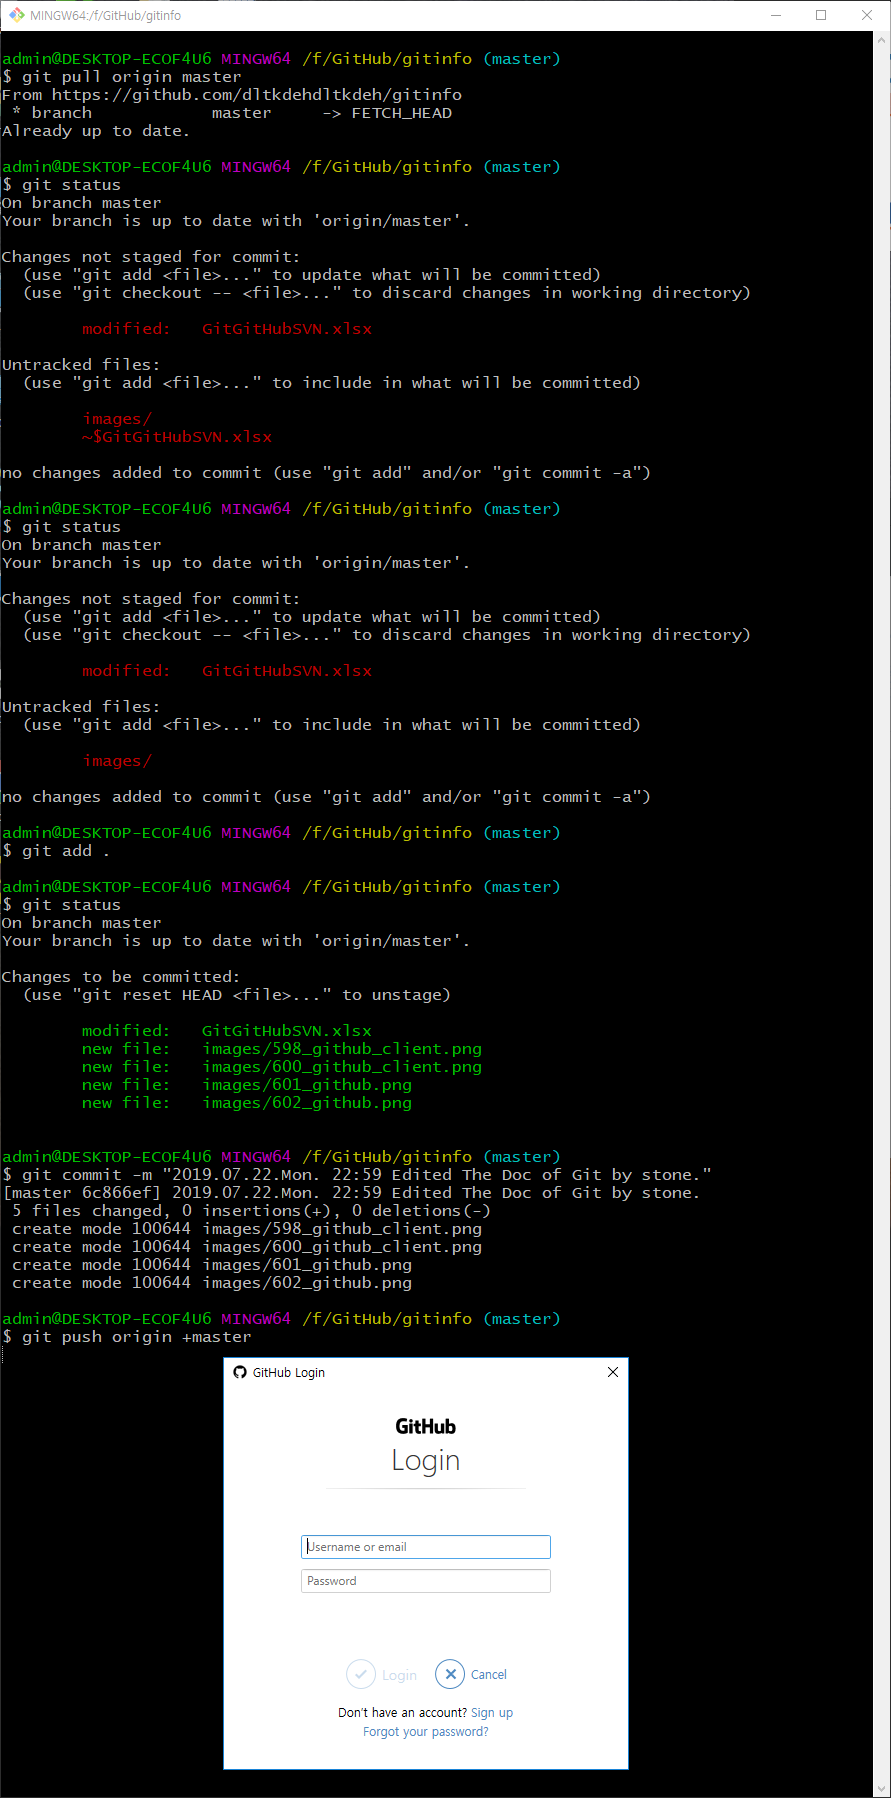 MINGW64:/f/GitHub/gitinfo
admin@DESKTOP-ECOF4U6 MINGW64 /f/GitHub/gitinfo (master)
$ git pull origin master
From https://github.com/dltkdehdltkdeh/gitinfo
 * branch            master     -> FETCH_HEAD
Already up to date.
admin@DESKTOP-ECOF4U6 MINGW64 /f/GitHub/gitinfo (master)
$ git status
On branch master
Your branch is up to date with 'origin/master'.
Changes not staged for commit:
  (use "git add <file>..." to update what will be committed)
  (use "git checkout -- <file>..." to discard changes in working directory)
        modified:   GitGitHubSVN.xlsx
Untracked files:
  (use "git add <file>..." to include in what will be committed)
        images/
        ~$GitGitHubSVN.xlsx
no changes added to commit (use "git add" and/or "git commit -a")
admin@DESKTOP-ECOF4U6 MINGW64 /f/GitHub/gitinfo (master)
$ git status
On branch master
Your branch is up to date with 'origin/master'.
Changes not staged for commit:
  (use "git add <file>..." to update what will be committed)
  (use "git checkout -- <file>..." to discard changes in working directory)
        modified:   GitGitHubSVN.xlsx
Untracked files:
  (use "git add <file>..." to include in what will be committed)
        images/
no changes added to commit (use "git add" and/or "git commit -a")
admin@DESKTOP-ECOF4U6 MINGW64 /f/GitHub/gitinfo (master)
$ git add .
admin@DESKTOP-ECOF4U6 MINGW64 /f/GitHub/gitinfo (master)
$ git status
On branch master
Your branch is up to date with 'origin/master'.
Changes to be committed:
  (use "git reset HEAD <file>..." to unstage)
        modified:   GitGitHubSVN.xlsx
        new file:   images/598_github_client.png
        new file:   images/600_github_client.png
        new file:   images/601_github.png
        new file:   images/602_github.png
admin@DESKTOP-ECOF4U6 MINGW64 /f/GitHub/gitinfo (master)
$ git commit -m "2019.07.22.Mon. 22:59 Edited The Doc of Git by stone."
[master 6c866ef] 2019.07.22.Mon. 22:59 Edited The Doc of Git by stone.
 5 files changed, 0 insertions(+), 0 deletions(-)
 create mode 100644 images/598_github_client.png
 create mode 100644 images/600_github_client.png
 create mode 100644 images/601_github.png
 create mode 100644 images/602_github.png
admin@DESKTOP-ECOF4U6 MINGW64 /f/GitHub/gitinfo (master)
$ git push origin +master
GitHub Login
GitHub
Login
Username or email
Password
Login Cancel
Don't have an account? Sign up
Forgot your password?